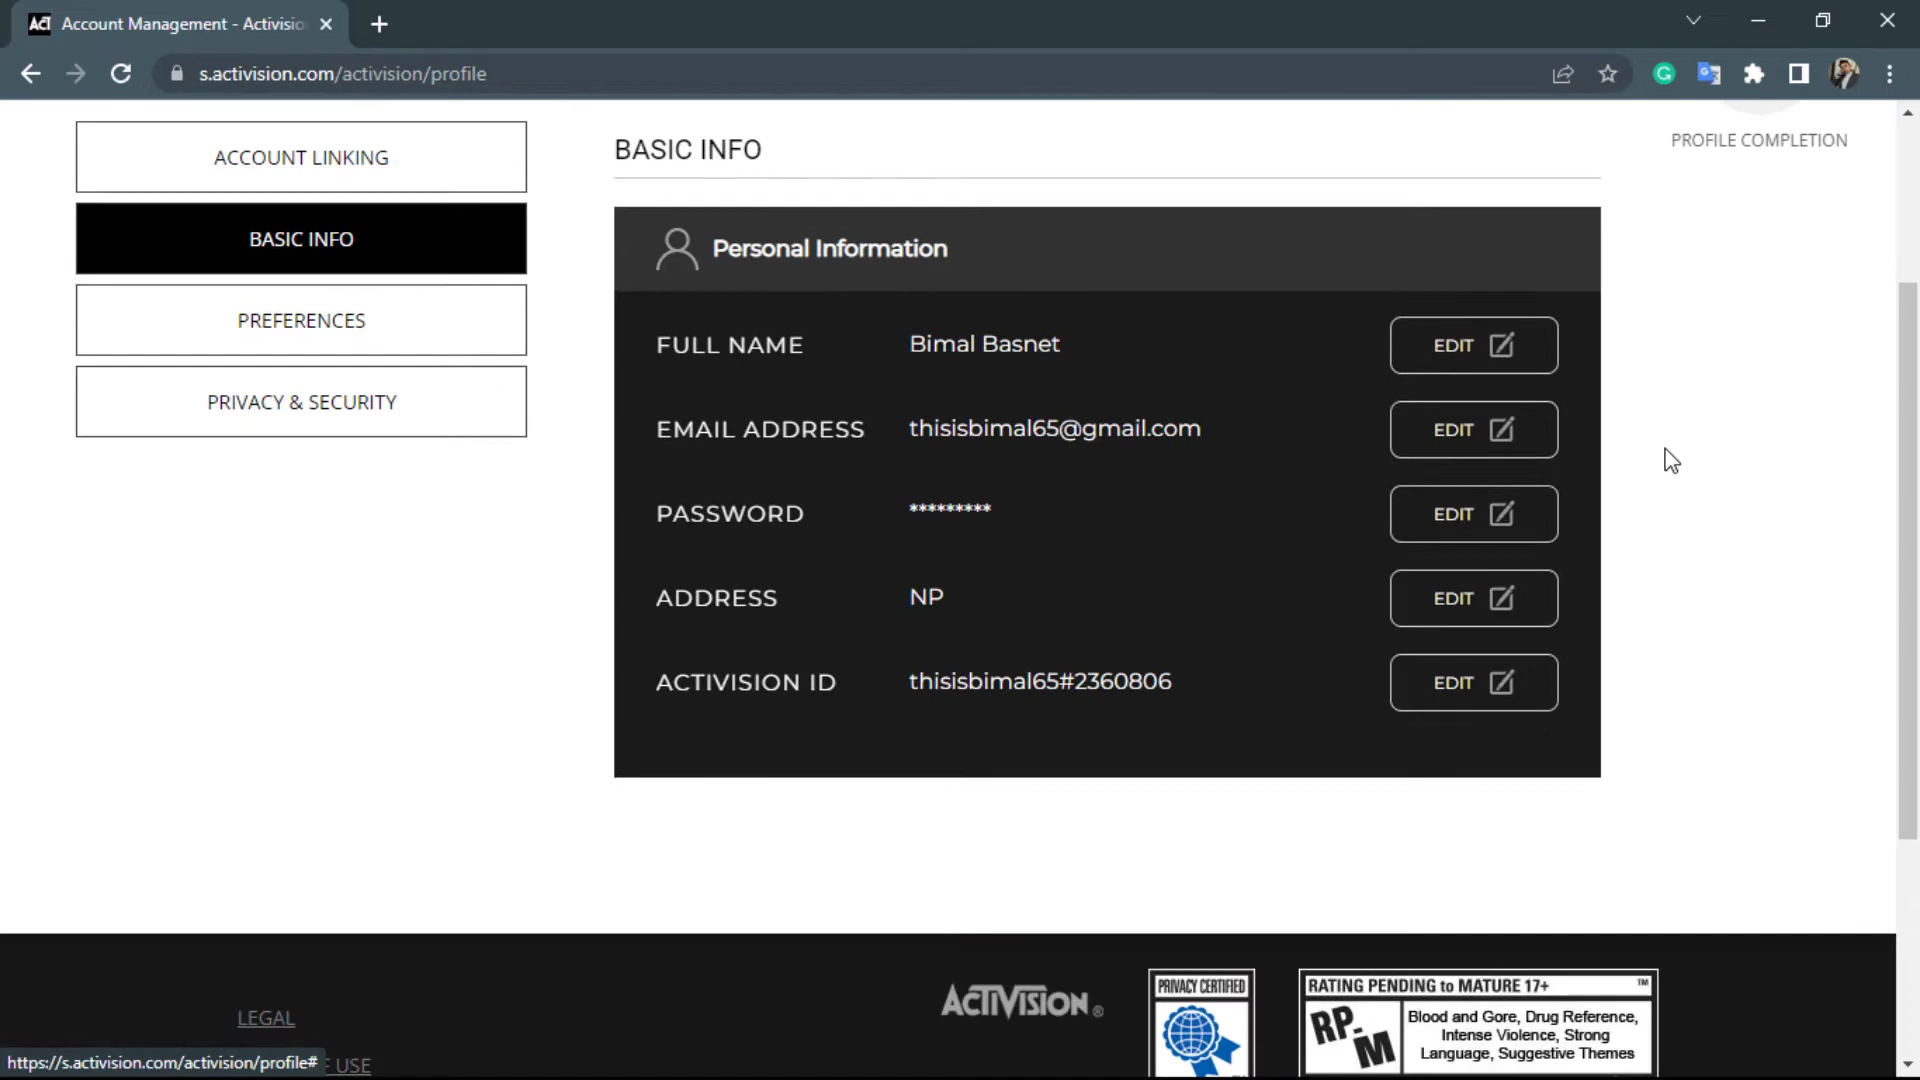 ACT Account Management - Activisio
s.activision.com/activision/profile
PROFILE COMPLETION
ACCOUNT LINKING
BASIC INFO
PREFERENCES
PRIVACY & SECURITY
BASIC INFO
Personal Information
FULL NAME Bimal Basnet EDIT
EMAIL ADDRESS thisisbimal65@gmail.com EDIT
PASSWORD ********* EDIT
ADDRESS NP EDIT
ACTIVISION ID thisisbimal65#2360806 EDIT
LEGAL
USE
ACTIVISION®
PRIVACY CERTIFIED
RATING PENDING to MATURE 17+ ™
RP-M
Blood and Gore, Drug Reference,
Intense Violence, Strong
Language, Suggestive Themes
https://s.activision.com/activision/profile#